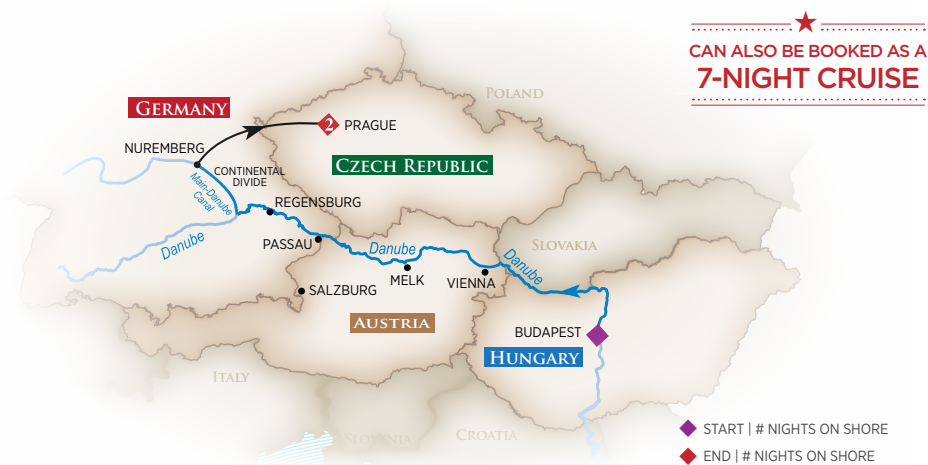 CAN ALSO BE BOOKED AS A
7-NIGHT CRUISE
POLAND
GERMANY
2 PRAGUE
NUREMBERG
CZECH REPUBLIC
CONTINENTAL
DIVIDE
Main-Danube
Canal
REGENSBURG
Danube
PASSAU
Danube
SLOVAKIA
Danube
MELK
VIENNA
SALZBURG
AUSTRIA
BUDAPEST
HUNGARY
ITALY
SLOVENIA
CROATIA
START | # NIGHTS ON SHORE
END | # NIGHTS ON SHORE